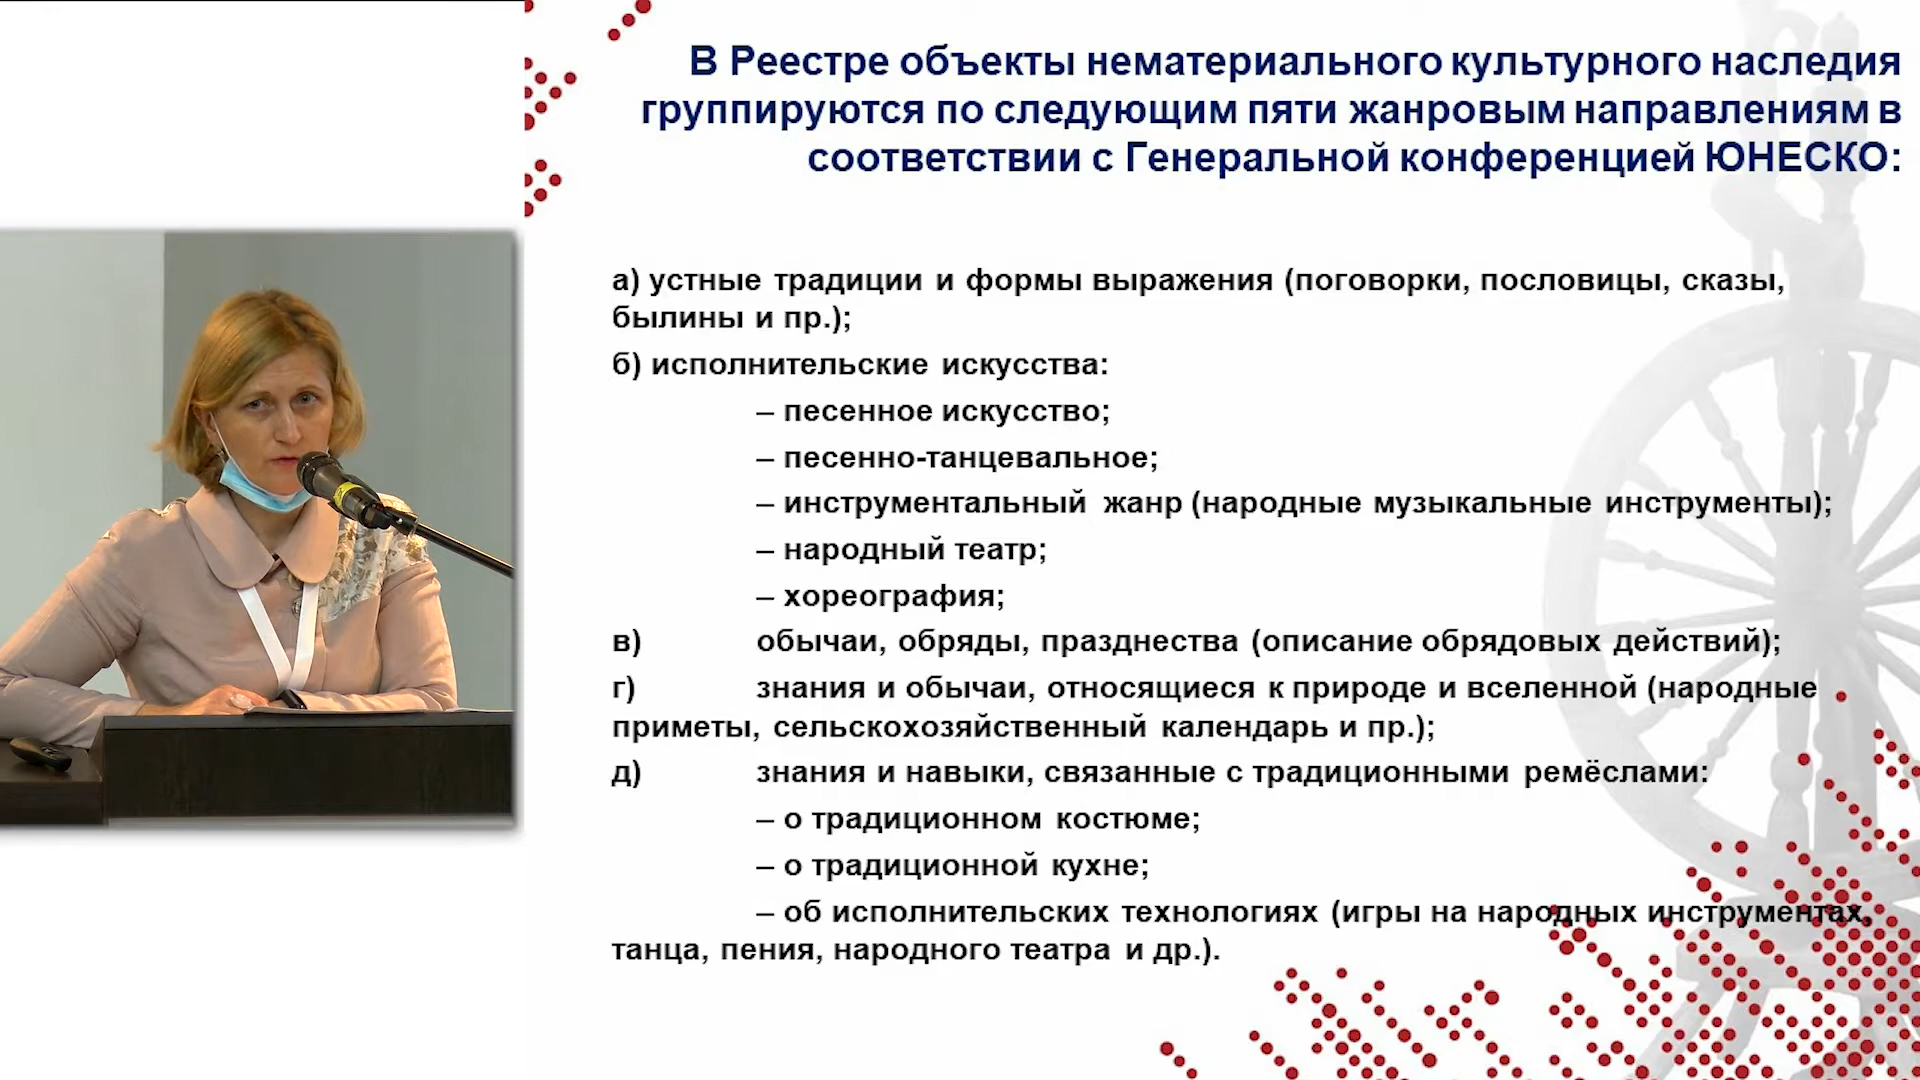 В Реестре объекты нематериального культурного наследия
группируются по следующим пяти жанровым направлениям в
соответствии с Генеральной конференцией ЮНЕСКО:
а) устные традиции и формы выражения (поговорки, пословицы, сказы,
былины и пр.);
б) исполнительские искусства:
– песенное искусство;
– песенно-танцевальное;
– инструментальный жанр (народные музыкальные инструменты);
– народный театр;
– хореография;
в) обычаи, обряды, празднества (описание обрядовых действий);
г) знания и обычаи, относящиеся к природе и вселенной (народные
приметы, сельскохозяйственный календарь и пр.);
д) знания и навыки, связанные с традиционными ремёслами:
– о традиционном костюме;
– о традиционной кухне;
– об исполнительских технологиях (игры на народных инструментах,
танца, пения, народного театра и др.).